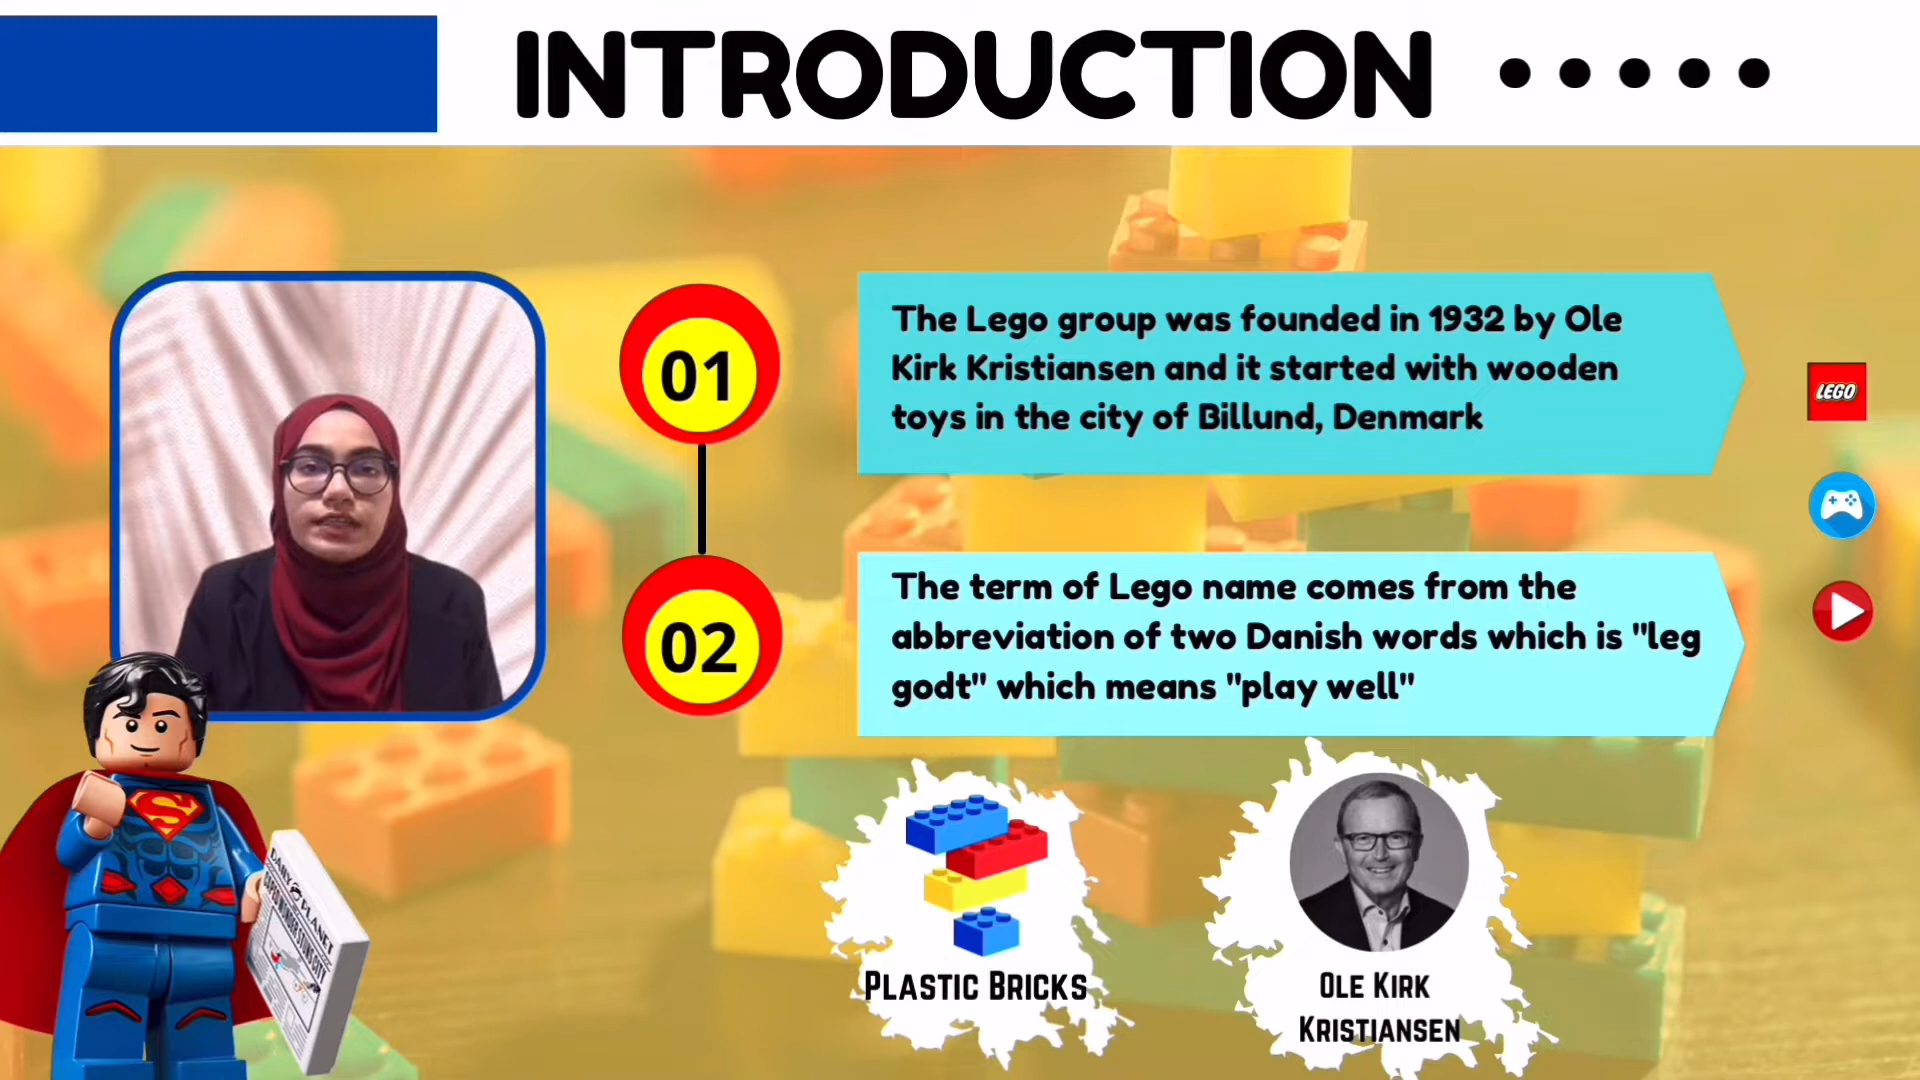 INTRODUCTION
01
The Lego group was founded in 1932 by Ole
Kirk Kristiansen and it started with wooden
toys in the city of Billund, Denmark
LEGO
02
The term of Lego name comes from the
abbreviation of two Danish words which is "leg
godt" which means "play well"
S
DAILY PLANET
PLASTIC BRICKS
OLE KIRK
KRISTIANSEN